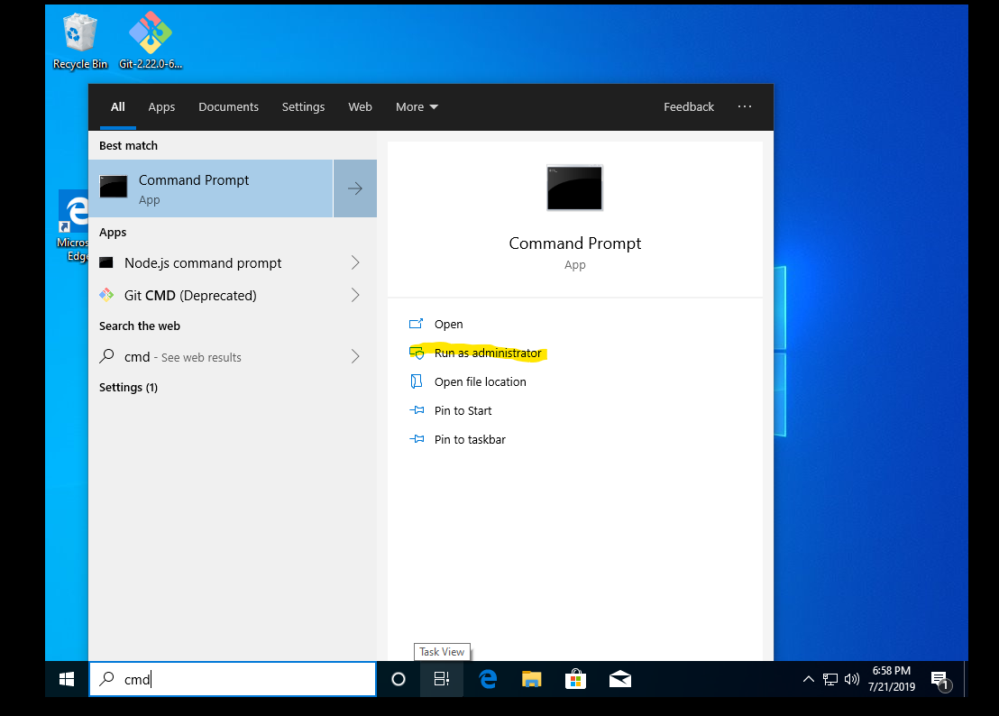 Recycle Bin
Git-2.22.0-6...
All
Apps
Documents
Settings
Web
More
Feedback
...
Best match
Command Prompt
App
Apps
Node.js command prompt
Git CMD (Deprecated)
Search the web
cmd - See web results
Settings (1)
Micros
Edge
Command Prompt
App
Open
Run as administrator
Open file location
Pin to Start
Pin to taskbar
Task View
cmd
6:58 PM
7/21/2019
1